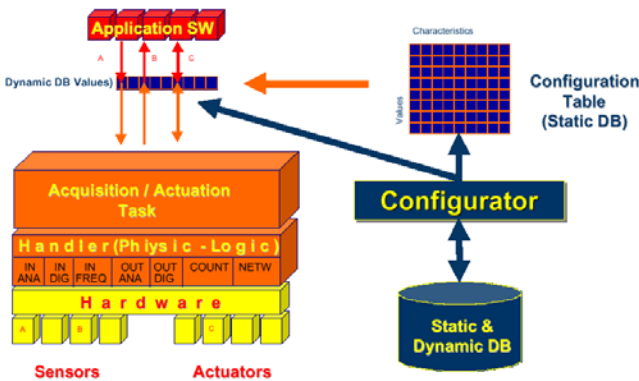 Application SW
A
B
C
Dynamic DB Values)
Characteristics
Values
Configuration
Table
(Static DB)
Acquisition / Actuation
Task
Configurator
Handler(Phiysic - Logic)
IN ANA
IN DIG
IN FREQ
OUT ANA
OUT DIG
COUNT
NETW
Hardware
A
B
C
Static &
Dynamic DB
Sensors
Actuators